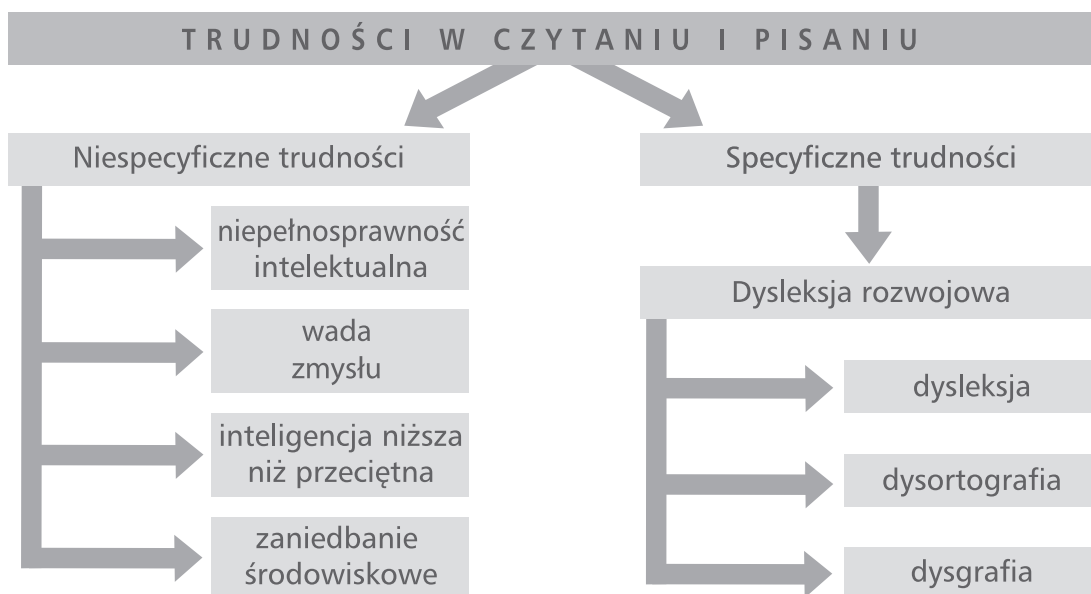 TRUDNOŚCI W CZYTANIU I PISANIU
Niespecyficzne trudności
niepełnosprawność
intelektualna
wada
zmysłu
inteligencja niższa
niż przeciętna
zaniedbanie
środowiskowe
Specyficzne trudności
Dysleksja rozwojowa
dysleksja
dysortografia
dysgrafia